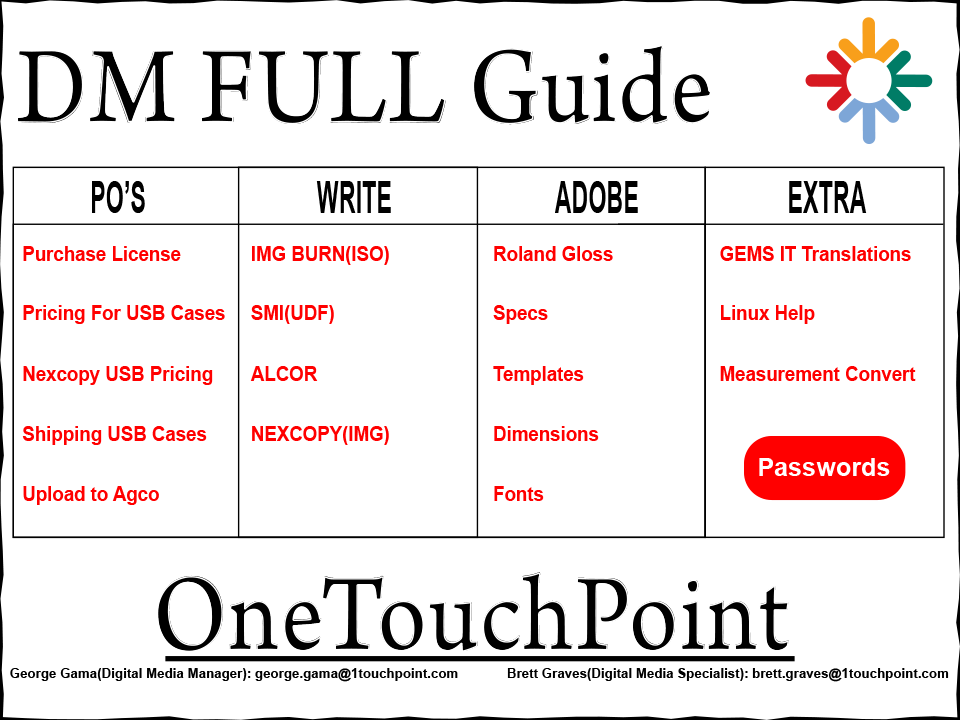 DM FULL Guide
PO'S
WRITE
ADOBE
EXTRA
Purchase License
IMG BURN(ISO)
Roland Gloss
GEMS IT Translations
Pricing For USB Cases
SMI(UDF)
Specs
Linux Help
Nexcopy USB Pricing
ALCOR
Templates
Measurement Convert
Shipping USB Cases
NEXCOPY(IMG)
Dimensions
Passwords
Upload to Agco
Fonts
OneTouchPoint
George Gama(Digital Media Manager): george.gama@1touchpoint.com
Brett Graves(Digital Media Specialist): brett.graves@1touchpoint.com